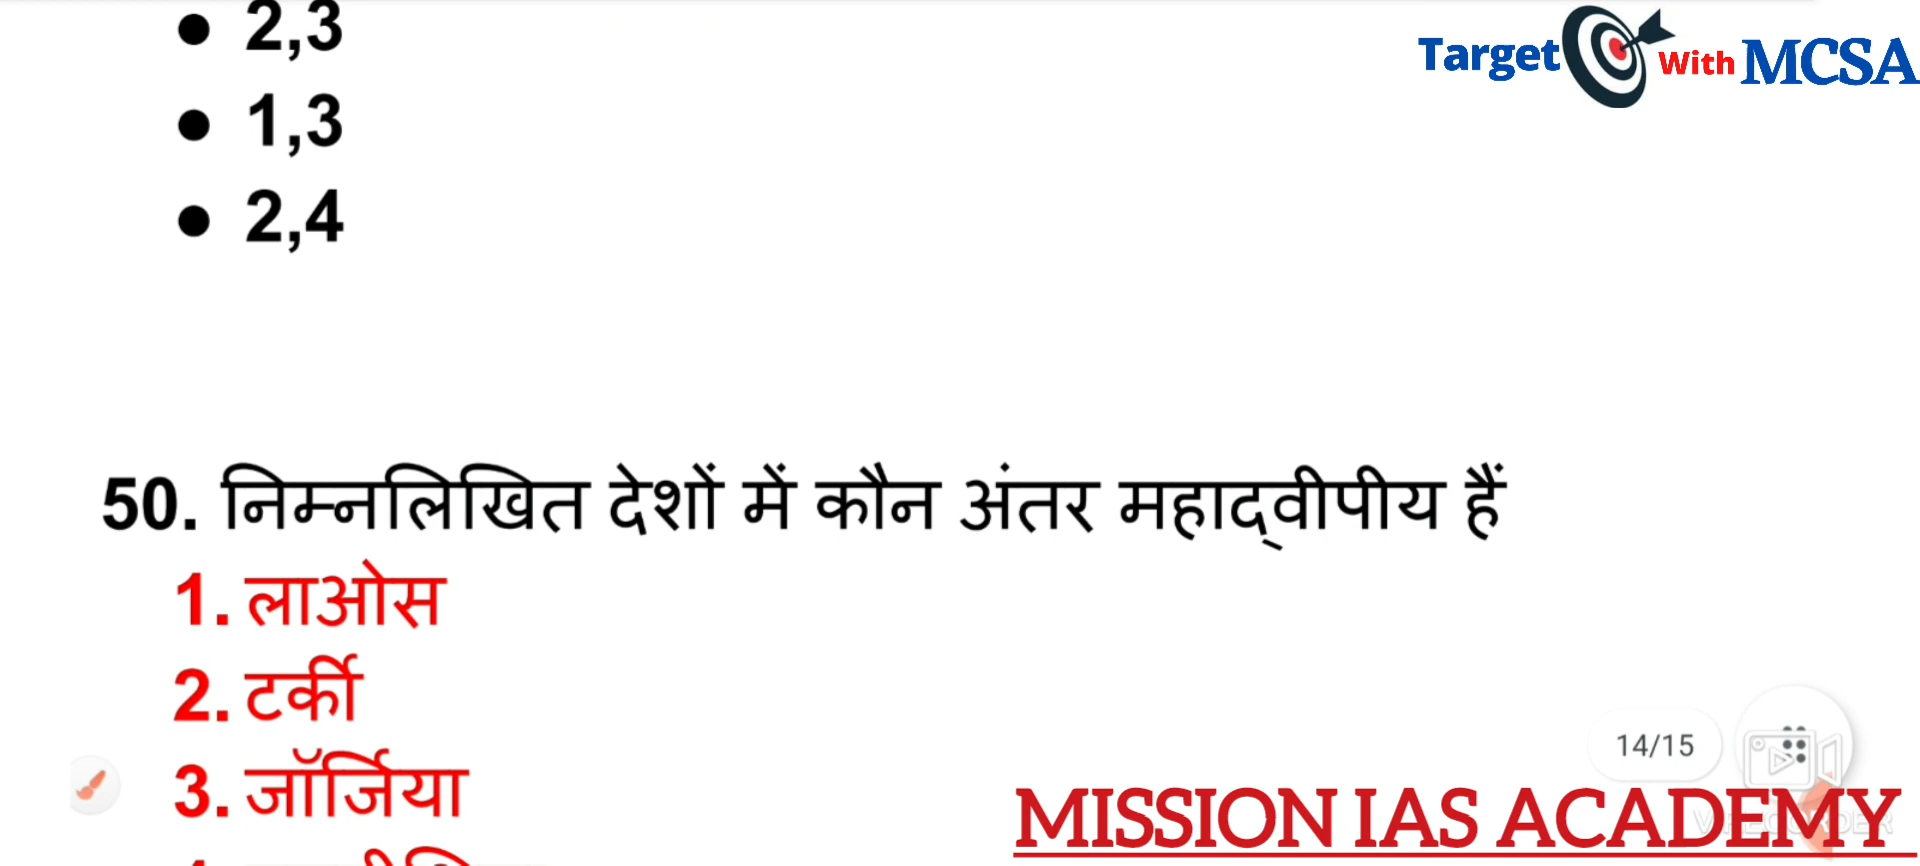 • 2,3
Target With MCSA
• 1,3
• 2,4
50. निम्नलिखित देशों में कौन अंतर महाद्वीपीय हैं
1. लाओस
2. टर्की
3. जॉर्जिया
14/15
MISSION IAS ACADEMY